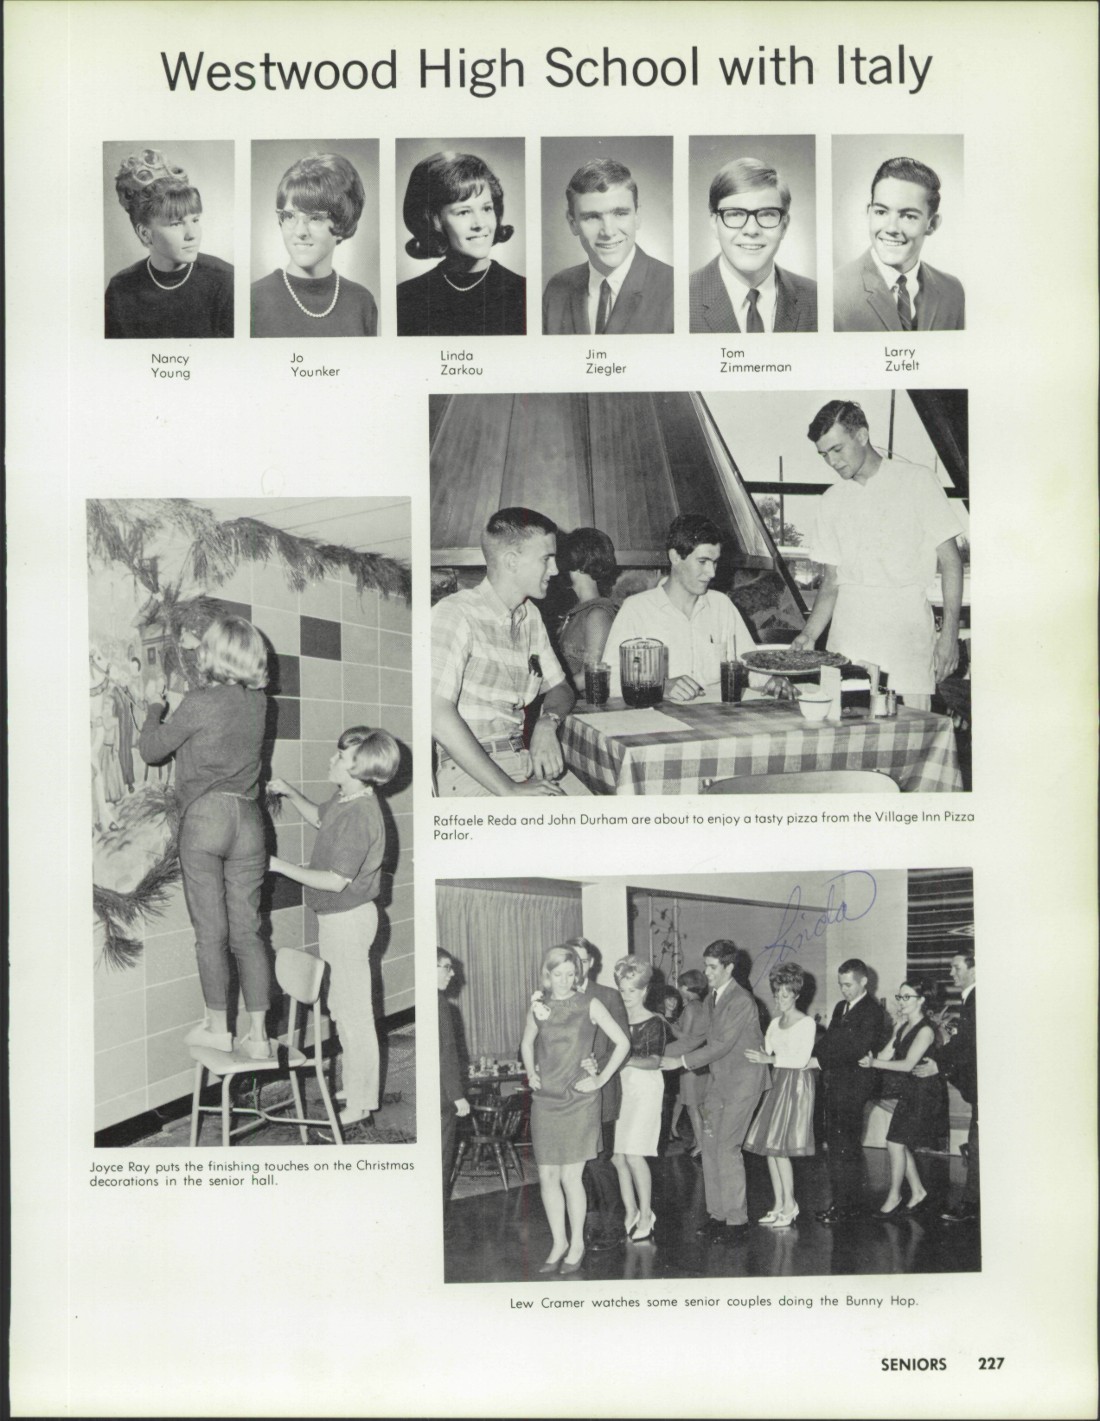 Westwood High School with Italy
Nancy
Young
Jo
Younker
Linda
Zarkou
Jim
Ziegler
Tom
Zimmerman
Larry
Zufelt
Raffaele Reda and John Durham are about to enjoy a tasty pizza from the Village Inn Pizza
Parlor.
Linda
Joyce Ray puts the finishing touches on the Christmas
decorations in the senior hall.
Lew Cramer watches some senior couples doing the Bunny Hop.
SENIORS 227